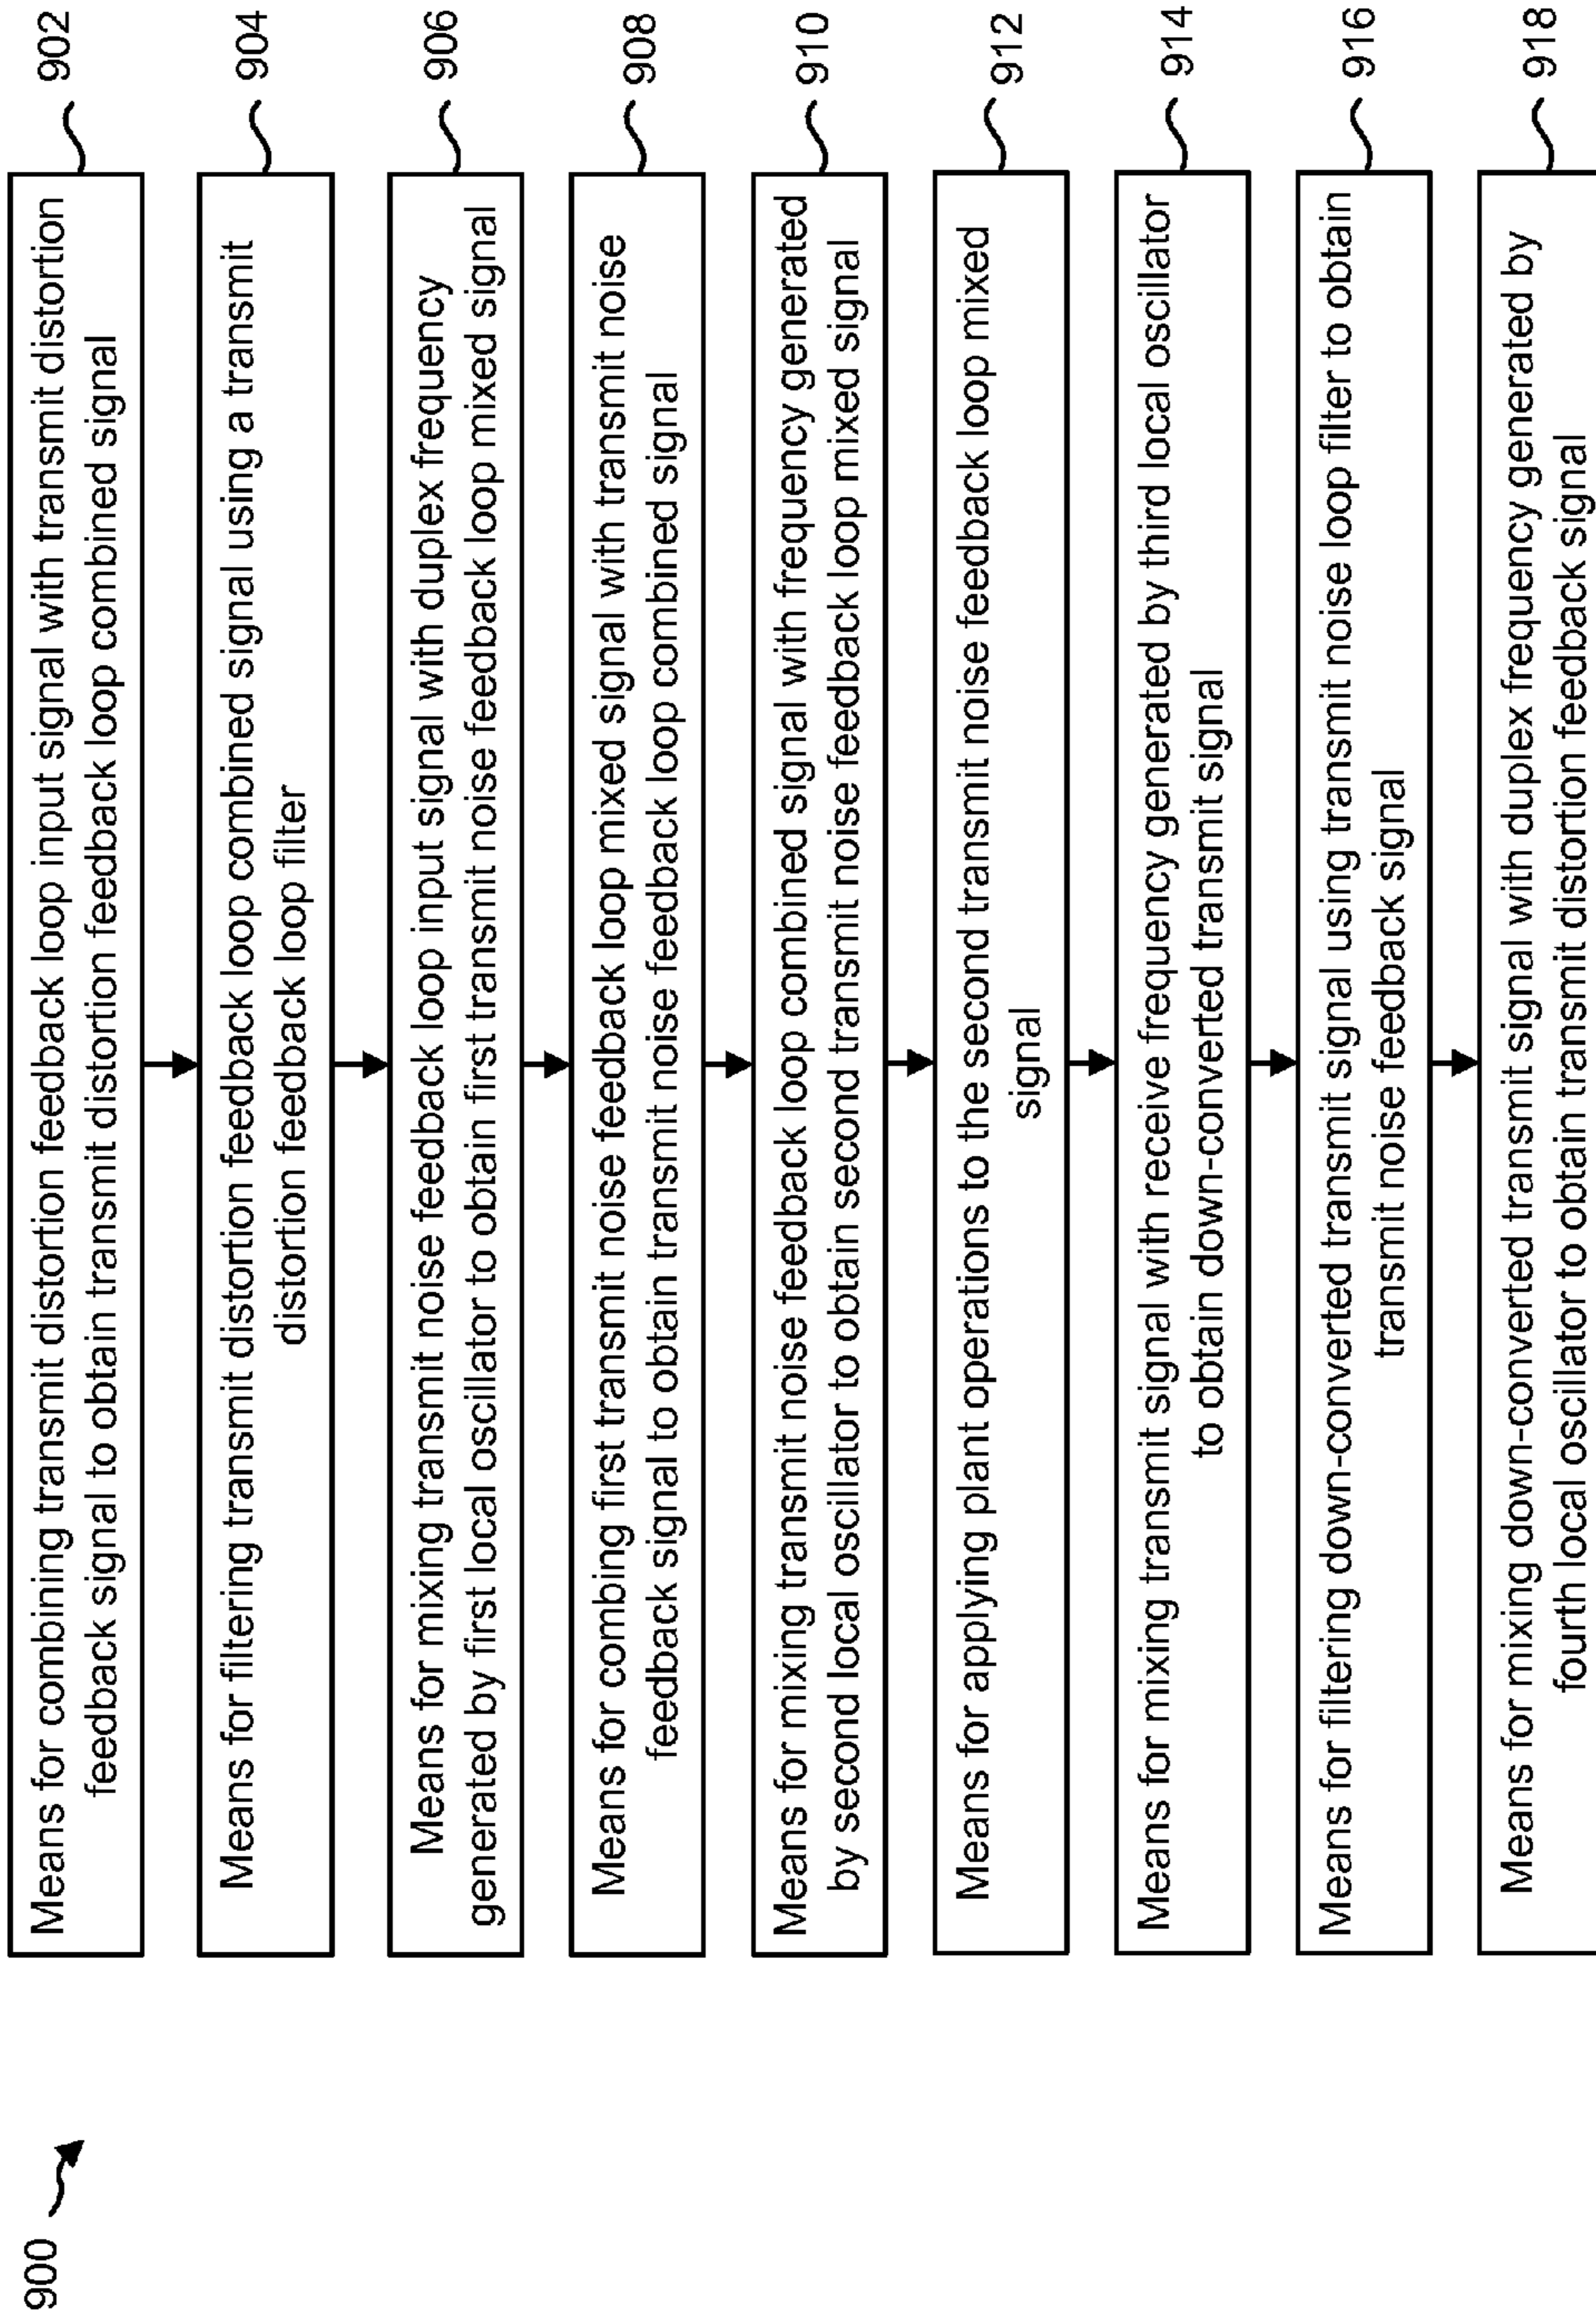 900
Means for combining transmit distortion feedback loop input signal with transmit distortion
feedback signal to obtain transmit distortion feedback loop combined signal
902
Means for filtering transmit distortion feedback loop combined signal using a transmit
distortion feedback loop filter
904
Means for mixing transmit noise feedback loop input signal with duplex frequency
generated by first local oscillator to obtain first transmit noise feedback loop mixed signal
906
Means for combing first transmit noise feedback loop mixed signal with transmit noise
feedback signal to obtain transmit noise feedback loop combined signal
908
Means for mixing transmit noise feedback loop combined signal with frequency generated
by second local oscillator to obtain second transmit noise feedback loop mixed signal
910
Means for applying plant operations to the second transmit noise feedback loop mixed
signal
912
Means for mixing transmit signal with receive frequency generated by third local oscillator
to obtain down-converted transmit signal
914
Means for filtering down-converted transmit signal using transmit noise loop filter to obtain
transmit noise feedback signal
916
Means for mixing down-converted transmit signal with duplex frequency generated by
fourth local oscillator to obtain transmit distortion feedback signal
918